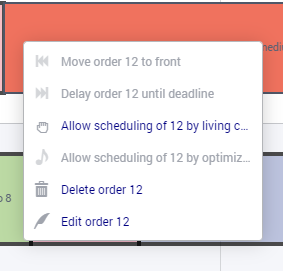 Move order 12 to front
Delay order 12 until deadline
Allow scheduling of 12 by living c...
Allow scheduling of 12 by optimiz...
Delete order 12
8
Edit order 12